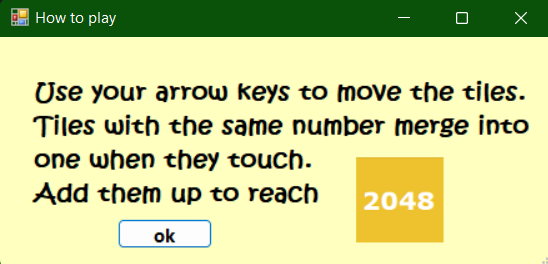 How to play
Use your arrow keys to move the tiles.
Tiles with the same number merge into
one when they touch.
Add them up to reach
2048
ok